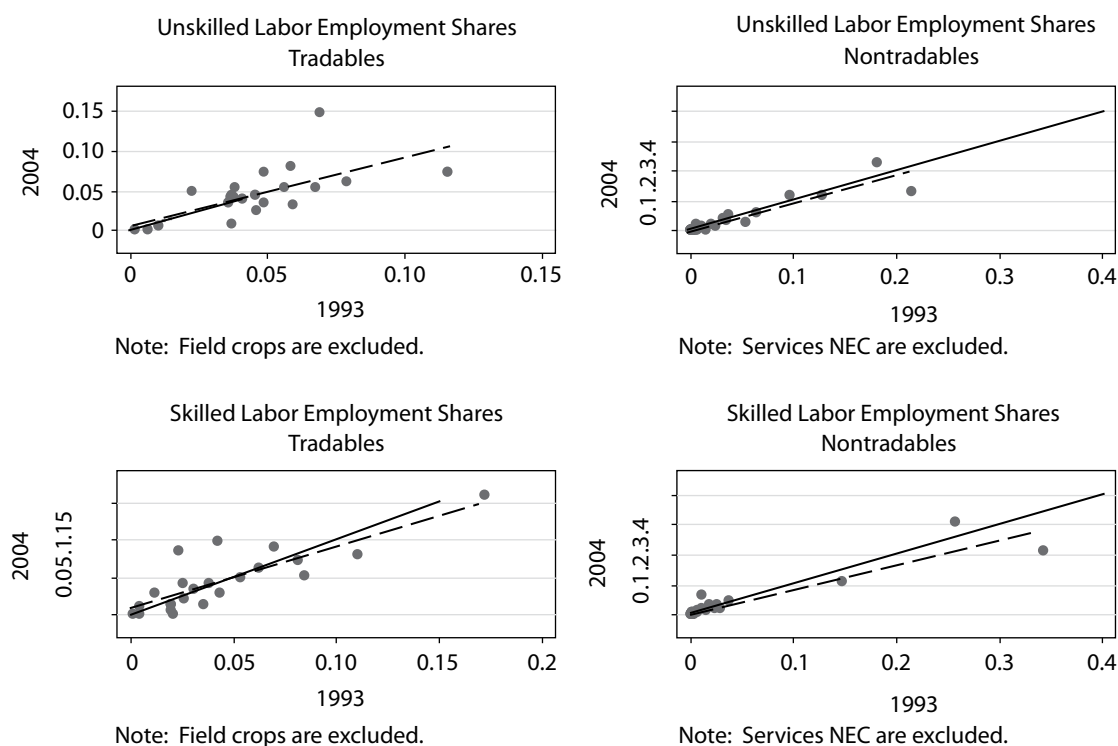 Unskilled Labor Employment Shares
Tradables
2004
0.15
0.10
0.05
0
0 0.05 0.10 0.15
1993
Note: Field crops are excluded.
Unskilled Labor Employment Shares
Nontradables
2004
0.1.2.3.4
0 0.1 0.2 0.3 0.4
1993
Note: Services NEC are excluded.
Skilled Labor Employment Shares
Tradables
2004
0.05.1.15
0 0.05 0.10 0.15 0.2
1993
Note: Field crops are excluded.
Skilled Labor Employment Shares
Nontradables
2004
0.1.2.3.4
0 0.1 0.2 0.3 0.4
1993
Note: Services NEC are excluded.